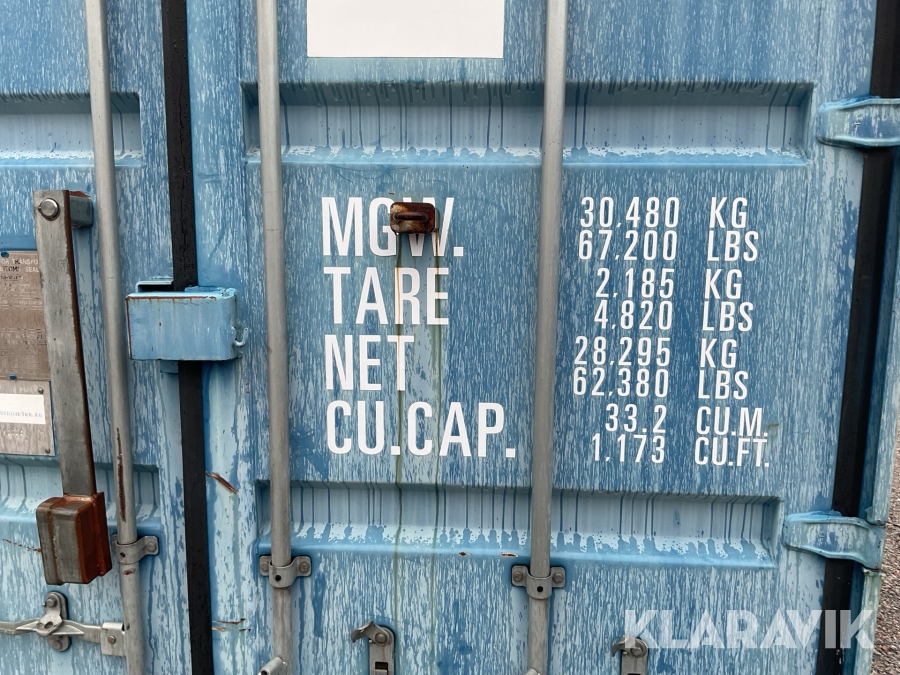 MGW. 30.480 KG
67.200 LBS
TARE 2.185 KG
4.820 LBS
NET 28.295 KG
62.380 LBS
CU.CAP. 33.2 CU.M.
1.173 CU.FT.
KLARAVIK